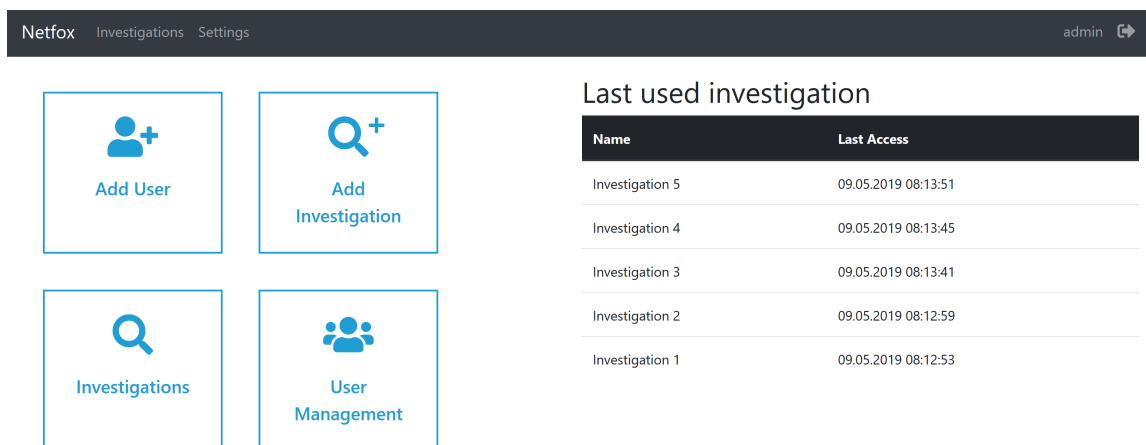 Netfox Investigations Settings admin
Add User
Add
Investigation
Investigations
User
Management
Last used investigation
Name Last Access
Investigation 5 09.05.2019 08:13:51
Investigation 4 09.05.2019 08:13:45
Investigation 3 09.05.2019 08:13:41
Investigation 2 09.05.2019 08:12:59
Investigation 1 09.05.2019 08:12:53